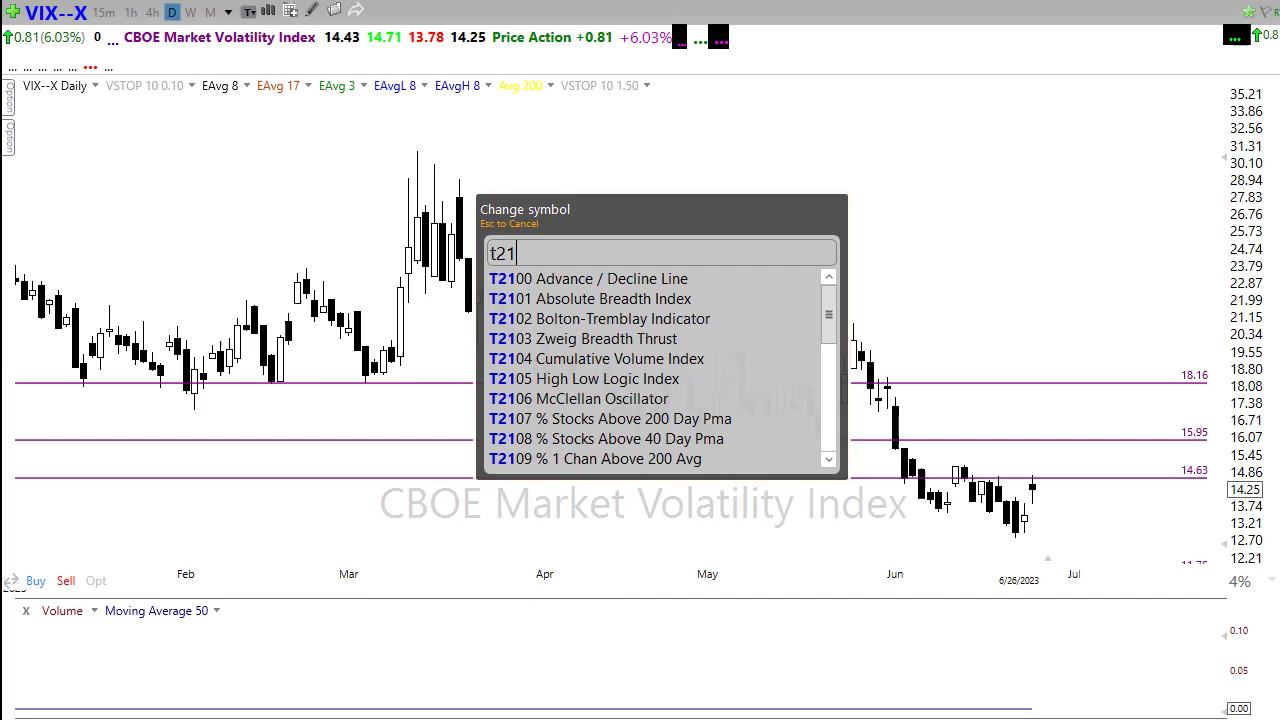 VIX--X 15m 1h 4h D W M
0.81(6.03%) 0 ... CBOE Market Volatility Index 14.43 14.71 13.78 14.25 Price Action +0.81 +6.03% ... ... ... ... 0.8
... ... ... ... ... ... ...
VIX--X Daily VSTOP 10 0.10 EAvg 8 EAvg 17 EAvg 3 EAvgL 8 EAvgH 8 Avg 200 VSTOP 10 1.50
Option
Option
35.21
33.86
32.56
31.31
30.10
28.94
27.83
26.76
25.73
24.74
23.79
22.87
21.99
21.15
20.34
19.55
18.80
18.08
17.38
16.71
16.07
15.45
14.86
14.25
13.74
13.21
12.70
12.21
Change symbol
Esc to Cancel
t21
T2100 Advance / Decline Line
T2101 Absolute Breadth Index
T2102 Bolton-Tremblay Indicator
T2103 Zweig Breadth Thrust
T2104 Cumulative Volume Index
T2105 High Low Logic Index
T2106 McClellan Oscillator
T2107 % Stocks Above 200 Day Pma
T2108 % Stocks Above 40 Day Pma
T2109 % 1 Chan Above 200 Avg
18.16
15.95
14.63
CBOE Market Volatility Index
Feb Mar Apr May Jun 6/26/2023 Jul
Buy Sell Opt 4%
X Volume Moving Average 50
0.10
0.05
0.00